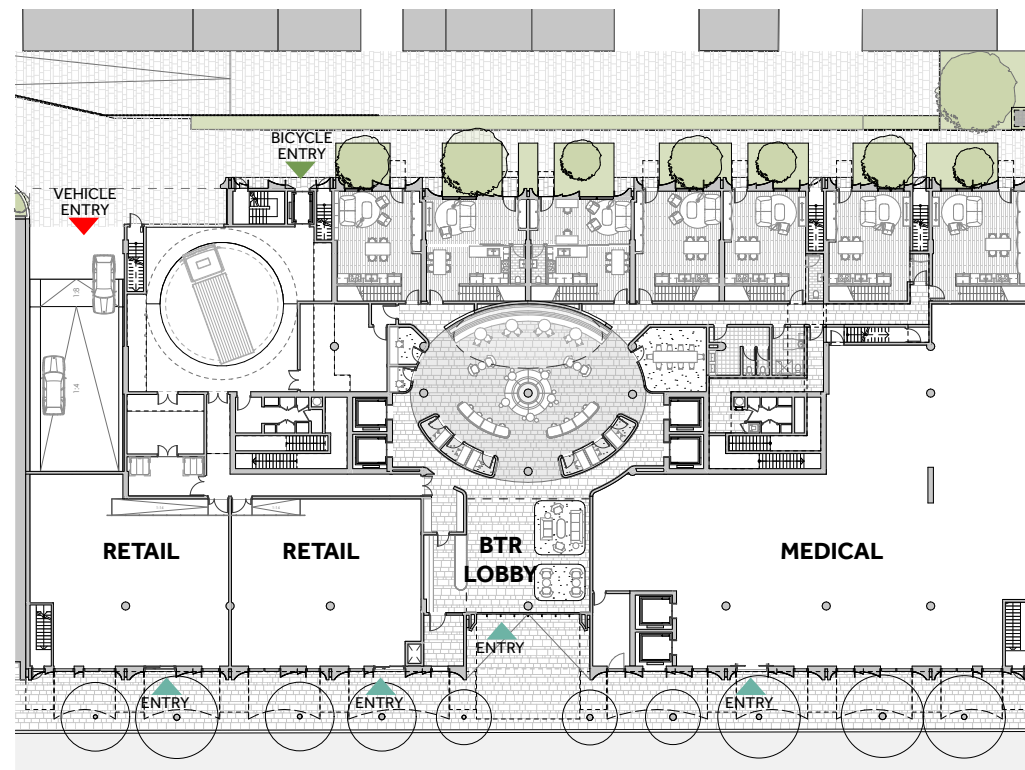 BICYCLE
ENTRY
VEHICLE
ENTRY
1:8
1:4
RETAIL
RETAIL
BTR
LOBBY
MEDICAL
ENTRY
ENTRY
ENTRY
ENTRY